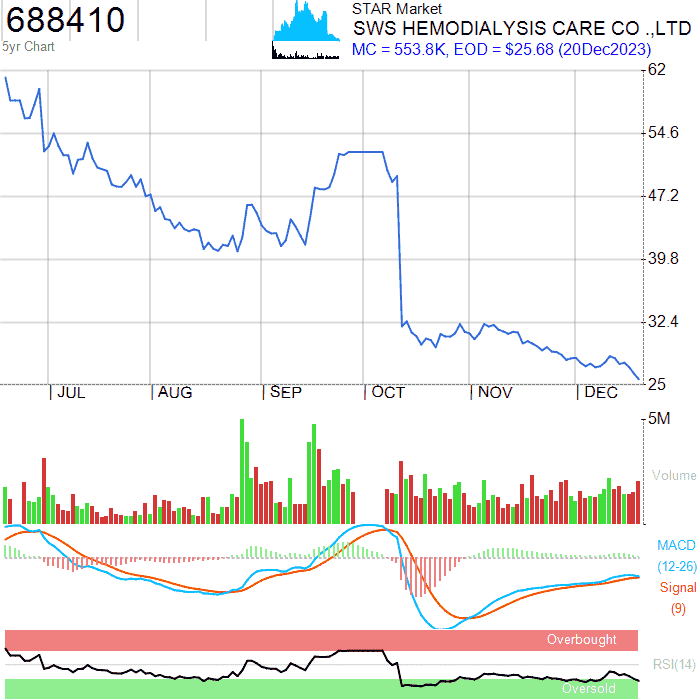 688410
5yr Chart
STAR Market
SWS HEMODIALYSIS CARE CO .,LTD
MC = 553.8K, EOD = $25.68 (20Dec2023)
62
54.6
47.2
39.8
32.4
25
JUL AUG SEP OCT NOV DEC
5M
Volume
MACD
(12-26)
Signal
(9)
Overbought
RSI(14)
Oversold